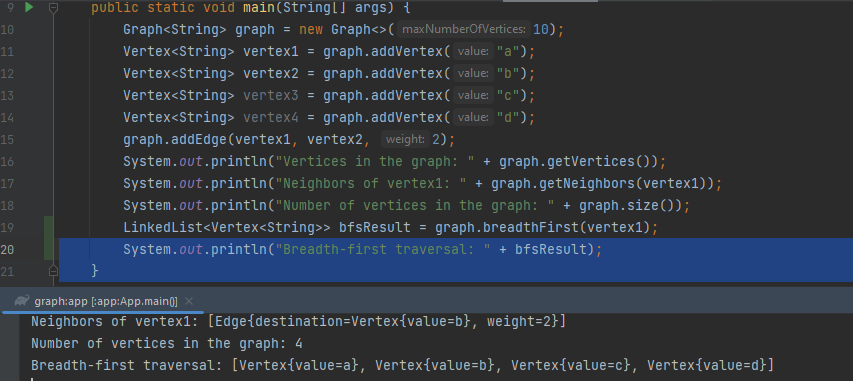 9 public static void main(String[] args) {
10 Graph<String> graph = new Graph<>( maxNumberOfVertices: 10);
11 Vertex<String> vertex1 = graph.addVertex( value: "a");
12 Vertex<String> vertex2 = graph.addVertex( value: "b");
13 Vertex<String> vertex3 = graph.addVertex( value: "c");
14 Vertex<String> vertex4 = graph.addVertex( value: "d");
15 graph.addEdge(vertex1, vertex2, weight: 2);
16 System.out.println("Vertices in the graph: " + graph.getVertices());
17 System.out.println("Neighbors of vertex1: " + graph.getNeighbors(vertex1));
18 System.out.println("Number of vertices in the graph: " + graph.size());
19 LinkedList<Vertex<String>> bfsResult = graph.breadthFirst(vertex1);
20 System.out.println("Breadth-first traversal: " + bfsResult);
21 }
graph:app [:app:App.main()] ×
Neighbors of vertex1: [Edge{destination=Vertex{value=b}, weight=2}]
Number of vertices in the graph: 4
Breadth-first traversal: [Vertex{value=a}, Vertex{value=b}, Vertex{value=c}, Vertex{value=d}]